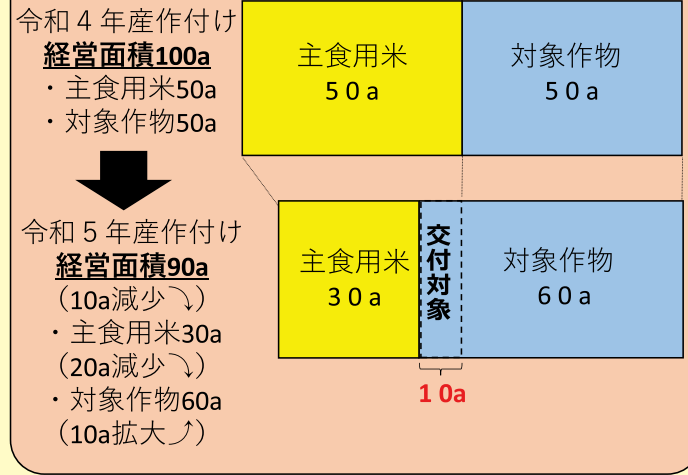 令和４年産作付け
経営面積100a
・主食用米50a
・対象作物50a
主食用米
５０a
対象作物
５０a
令和５年産作付け
経営面積90a
（10a減少⤵）
・主食用米30a
（20a減少⤵）
・対象作物60a
（10a拡大⤴）
主食用米
３０a
交付対象
対象作物
６０a
１０a